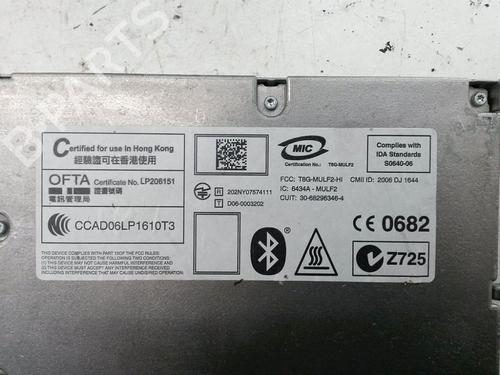 Certified for use in Hong Kong
經驗證可在香港使用
OFTA Certificate No. LP206151
電訊管理局 證書號碼
CCAD06LP1610T3
THIS DEVICE COMPLIES WITH PART 15 OF THE FCC RULES.
OPERATION IS SUBJECT TO THE FOLLOWING TWO CONDITIONS:
(1) THIS DEVICE MAY NOT CAUSE HARMFUL INTERFERENCE, AND
(2) THIS DEVICE MUST ACCEPT ANY INTERFERENCE RECEIVED,
INCLUDING INTERFERENCE THAT MAY CAUSE UNDESIRED OPERATION.
R 202NY07574111
T D06-0003202
MIC
Certification No.: T8G-MULF2
Complies with
IDA Standards
S0640-06
FCC: T8G-MULF2-HI CMII ID: 2006 DJ 1644
IC: 6434A - MULF2
CUIT: 30-68296346-4
CE 0682
Z725
B-PARTS